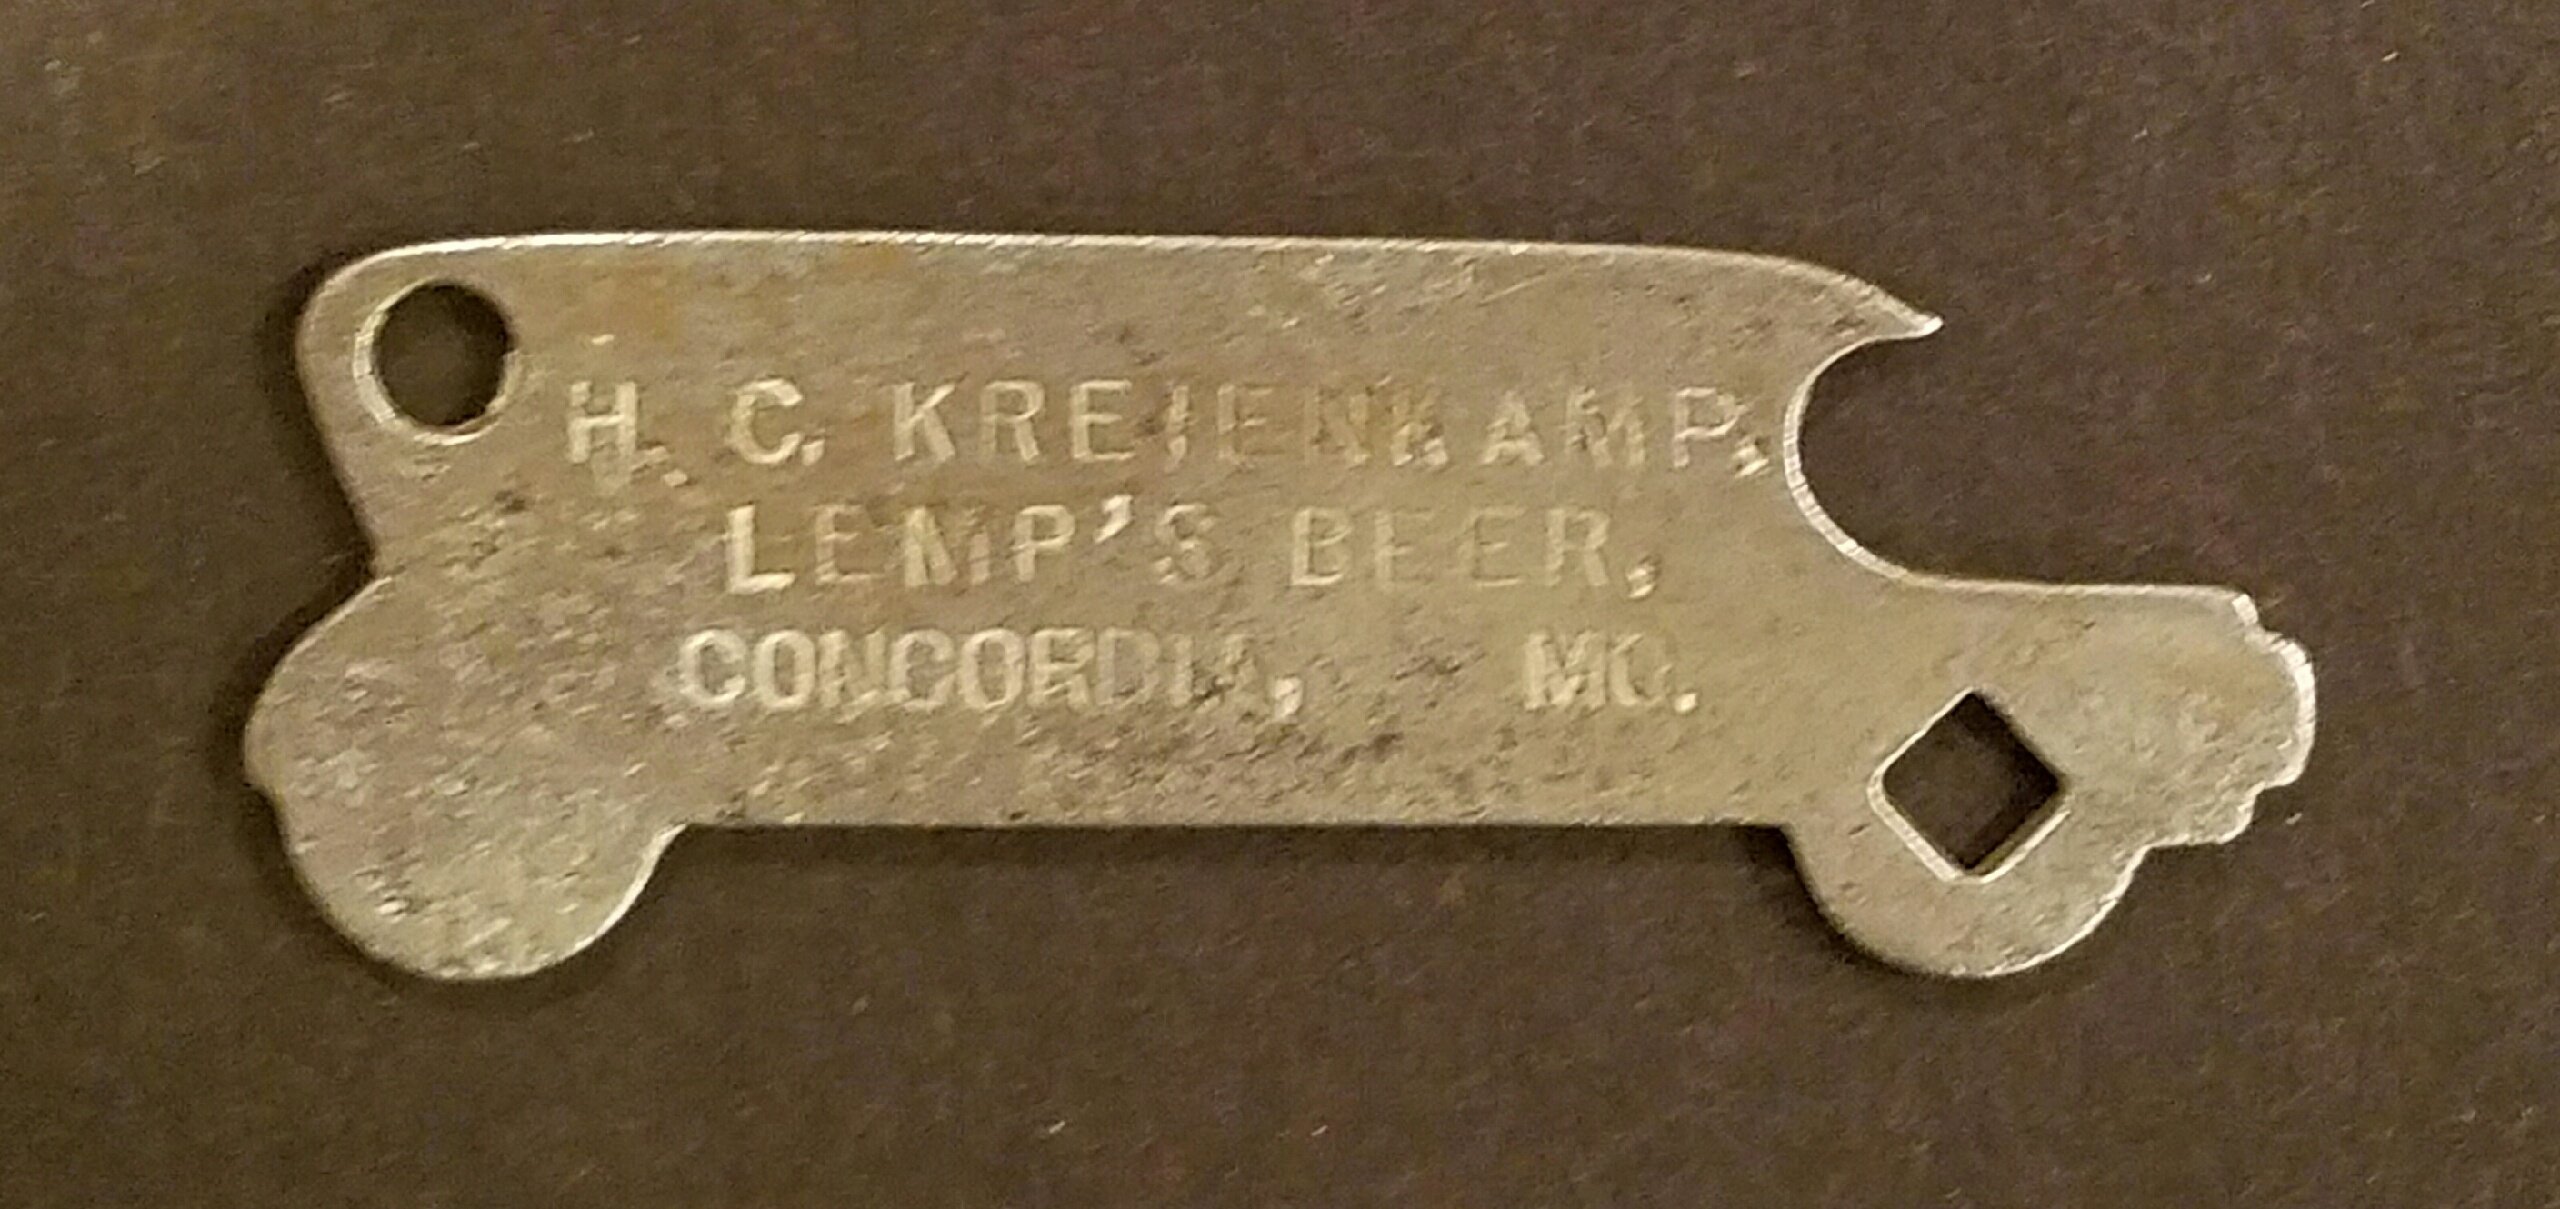 H. C. KREIENKAMP,
LEMP'S BEER,
CONCORDIA, MO.